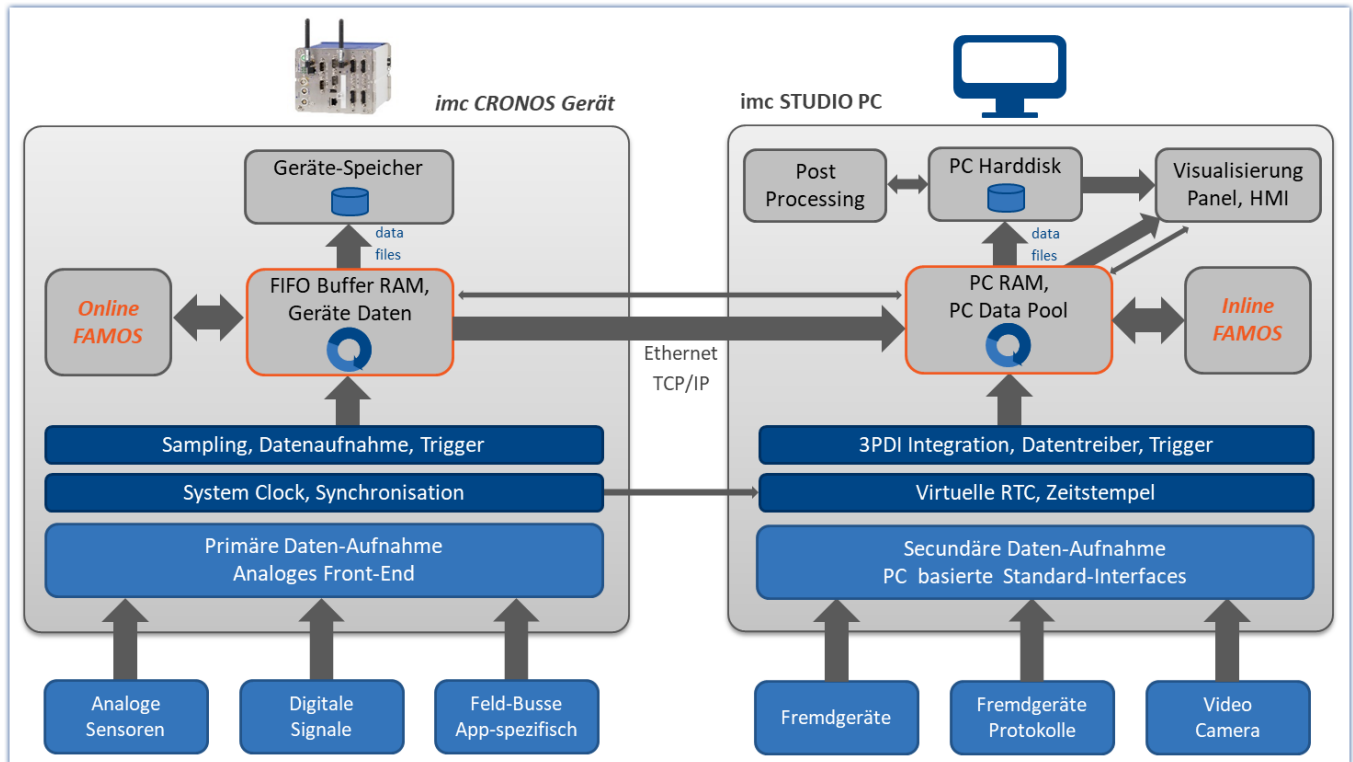 imc CRONOS Gerät
Geräte-Speicher
data
files
Online
FAMOS
FIFO Buffer RAM,
Geräte Daten
Sampling, Datenaufnahme, Trigger
System Clock, Synchronisation
Primäre Daten-Aufnahme
Analoges Front-End
Analoge
Sensoren
Digitale
Signale
Feld-Busse
App-spezifisch
Ethernet
TCP/IP
imc STUDIO PC
Post
Processing
PC Harddisk
Visualisierung
Panel, HMI
data
files
PC RAM,
PC Data Pool
Inline
FAMOS
3PDI Integration, Datentreiber, Trigger
Virtuelle RTC, Zeitstempel
Secundäre Daten-Aufnahme
PC basierte Standard-Interfaces
Fremdgeräte
Fremdgeräte
Protokolle
Video
Camera